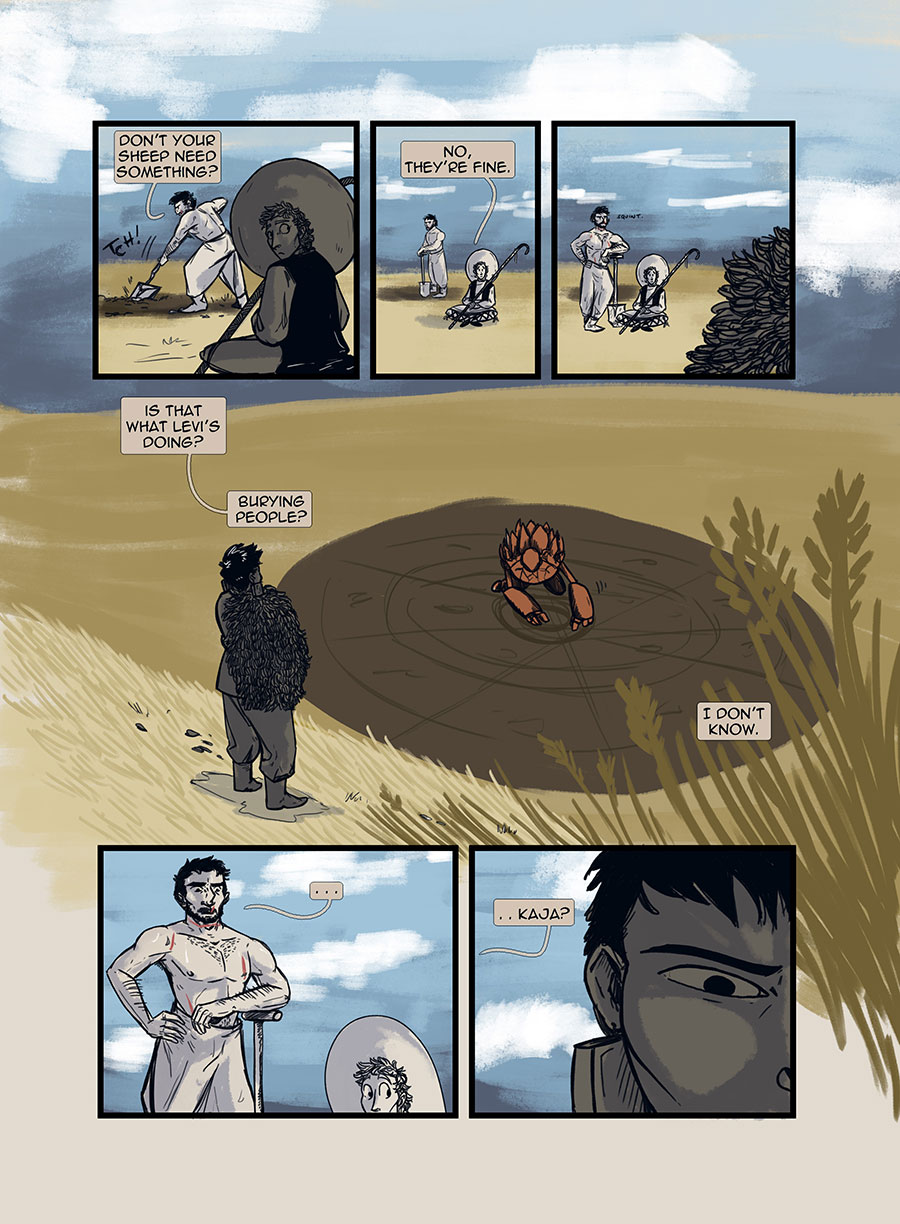 DON'T YOUR
SHEEP NEED
SOMETHING?
TCH!
NO,
THEY'RE FINE.
SQUINT.
IS THAT
WHAT LEVI'S
DOING?
BURYING
PEOPLE?
I DON'T
KNOW.
. . .
. . KAJA?